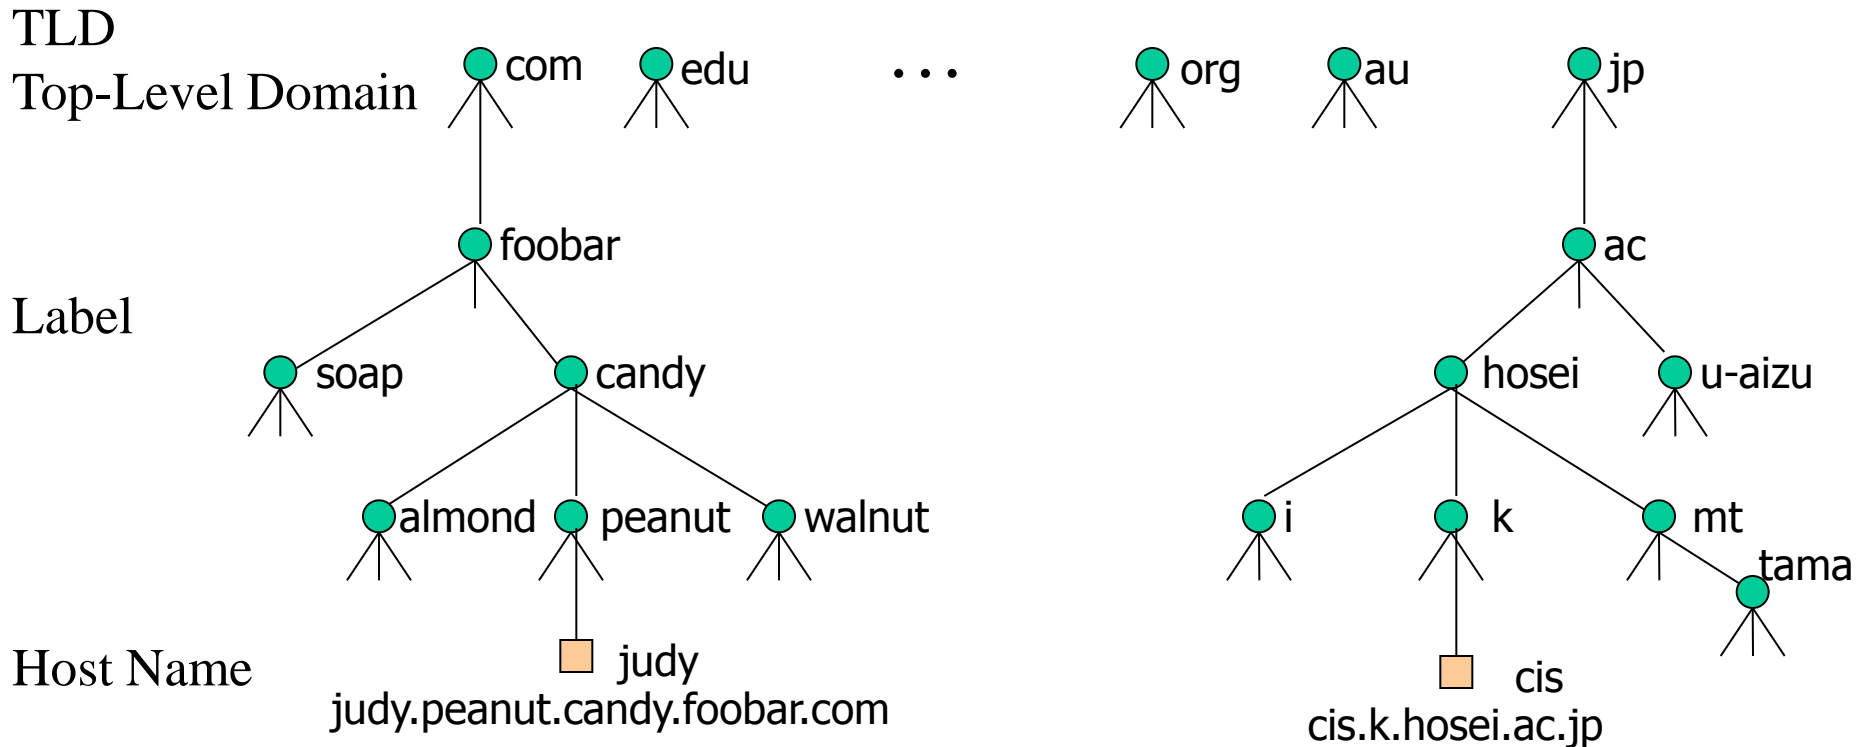 TLD
Top-Level Domain
com edu ... org au jp
foobar ac
Label
soap candy hosei u-aizu
almond peanut walnut i k mt
tama
Host Name
judy cis
judy.peanut.candy.foobar.com
cis.k.hosei.ac.jp